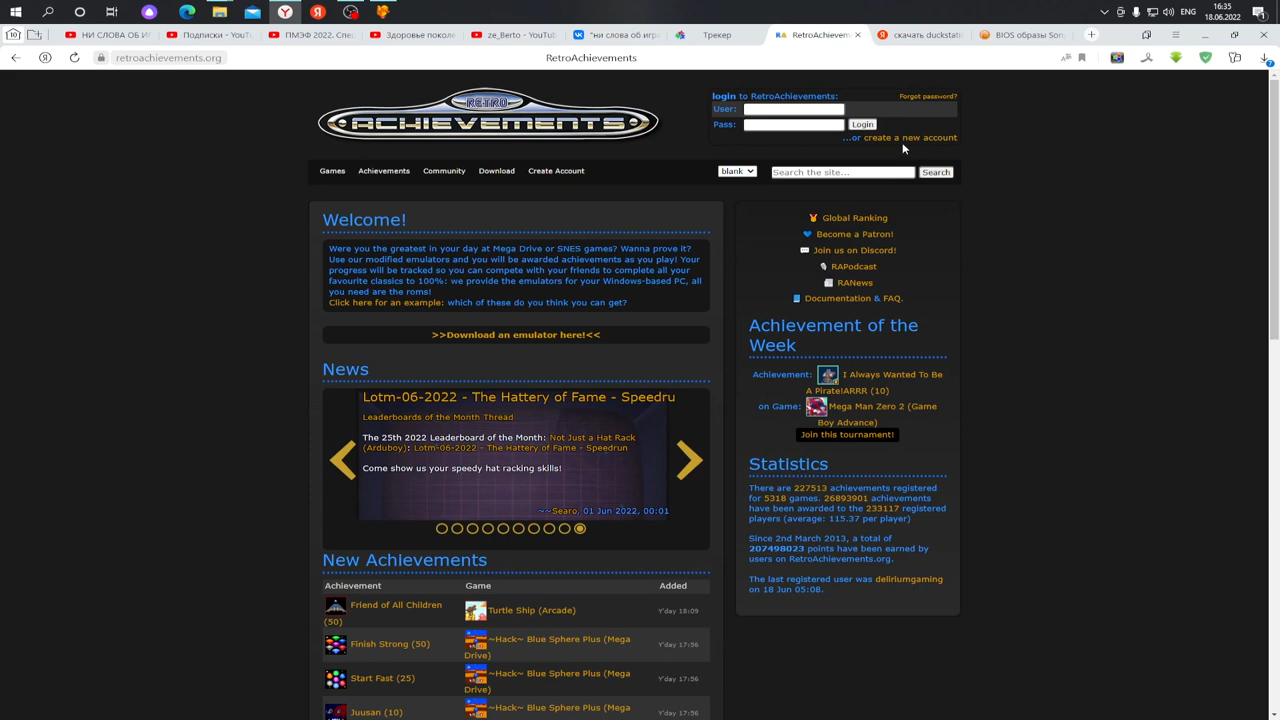 16:35
ENG
18.06.2022
1
10
НИ СЛОВА ОБ ИГ
Подписки - YouTu
ПМЭФ 2022. Спец
Здоровье поколе
ze_Berto - YouTub
"ни слова об игра
Трекер
RetroAchievemen
скачать duckstatio
BIOS образы Sony
retroachievements.org
RetroAchievements
7
RETRO
ACHIEVEMENTS
login to RetroAchievements:
Forgot password?
User:
Pass:
Login
...or create a new account
Games
Achievements
Community
Download
Create Account
blank
Search the site...
Search
Welcome!
Were you the greatest in your day at Mega Drive or SNES games? Wanna prove it?
Use our modified emulators and you will be awarded achievements as you play! Your
progress will be tracked so you can compete with your friends to complete all your
favourite classics to 100%: we provide the emulators for your Windows-based PC, all
you need are the roms!
Click here for an example: which of these do you think you can get?
>>Download an emulator here!<<
News
Lotm-06-2022 - The Hattery of Fame - Speedru
Leaderboards of the Month Thread
The 25th 2022 Leaderboard of the Month: Not Just a Hat Rack
(Arduboy): Lotm-06-2022 - The Hattery of Fame - Speedrun
Come show us your speedy hat racking skills!
~~Searo, 01 Jun 2022, 00:01
New Achievements
Achievement
Game
Added
Friend of All Children
(50)
Turtle Ship (Arcade)
Y'day 18:09
Finish Strong (50)
~Hack~ Blue Sphere Plus (Mega
Drive)
Y'day 17:56
Start Fast (25)
~Hack~ Blue Sphere Plus (Mega
Drive)
Y'day 17:56
Juusan (10)
~Hack~ Blue Sphere Plus (Mega
Y'day 17:56
Global Ranking
Become a Patron!
Join us on Discord!
RAPodcast
RANews
Documentation & FAQ.
Achievement of the
Week
Achievement: I Always Wanted To Be
A Pirate!ARRR (10)
on Game: Mega Man Zero 2 (Game
Boy Advance)
Join this tournament!
Statistics
There are 227513 achievements registered
for 5318 games. 26893901 achievements
have been awarded to the 233117 registered
players (average: 115.37 per player)
Since 2nd March 2013, a total of
207498023 points have been earned by
users on RetroAchievements.org.
The last registered user was deliriumgaming
on 18 Jun 05:08.